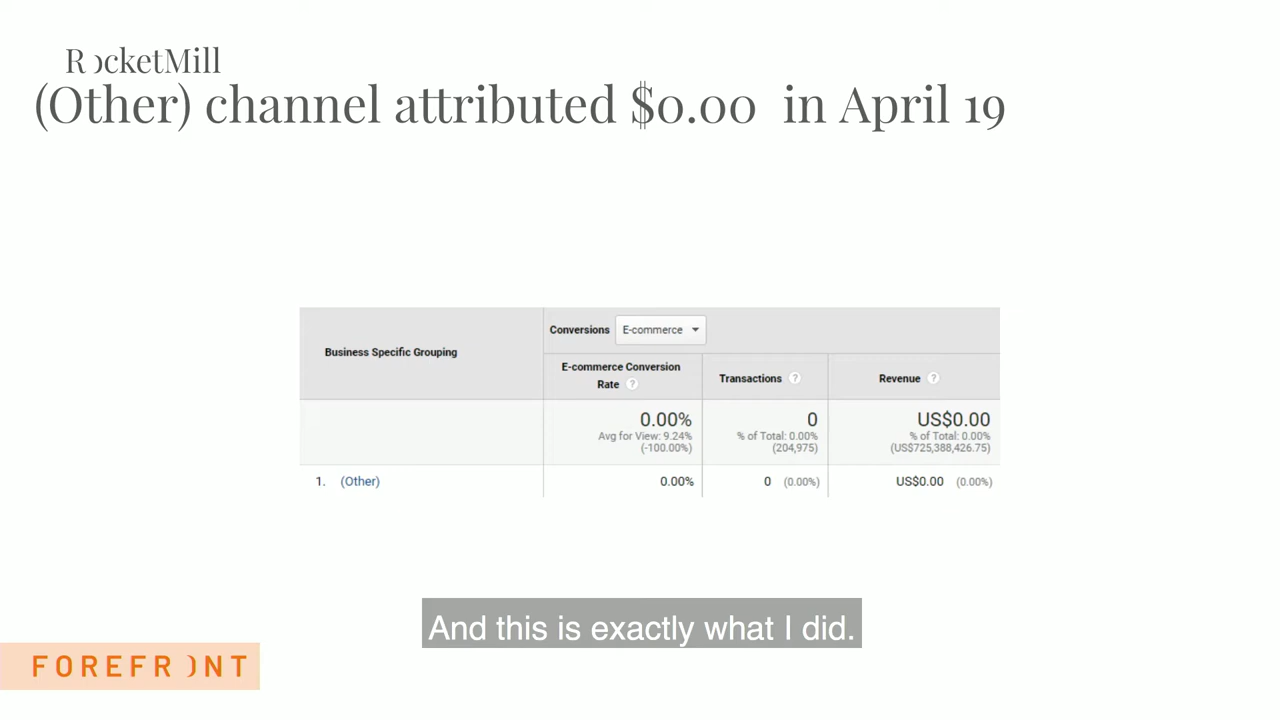 RocketMill
(Other) channel attributed $0.00 in April 19
Conversions E-commerce
Business Specific Grouping
E-commerce Conversion
Rate ?
Transactions ?
Revenue ?
0.00% 0 US$0.00
Avg for View: 9.24% % of Total: 0.00% % of Total: 0.00%
(-100.00%) (204,975) (US$725,388,426.75)
1. (Other) 0.00% 0 (0.00%) US$0.00 (0.00%)
And this is exactly what I did.
FOREFRONT